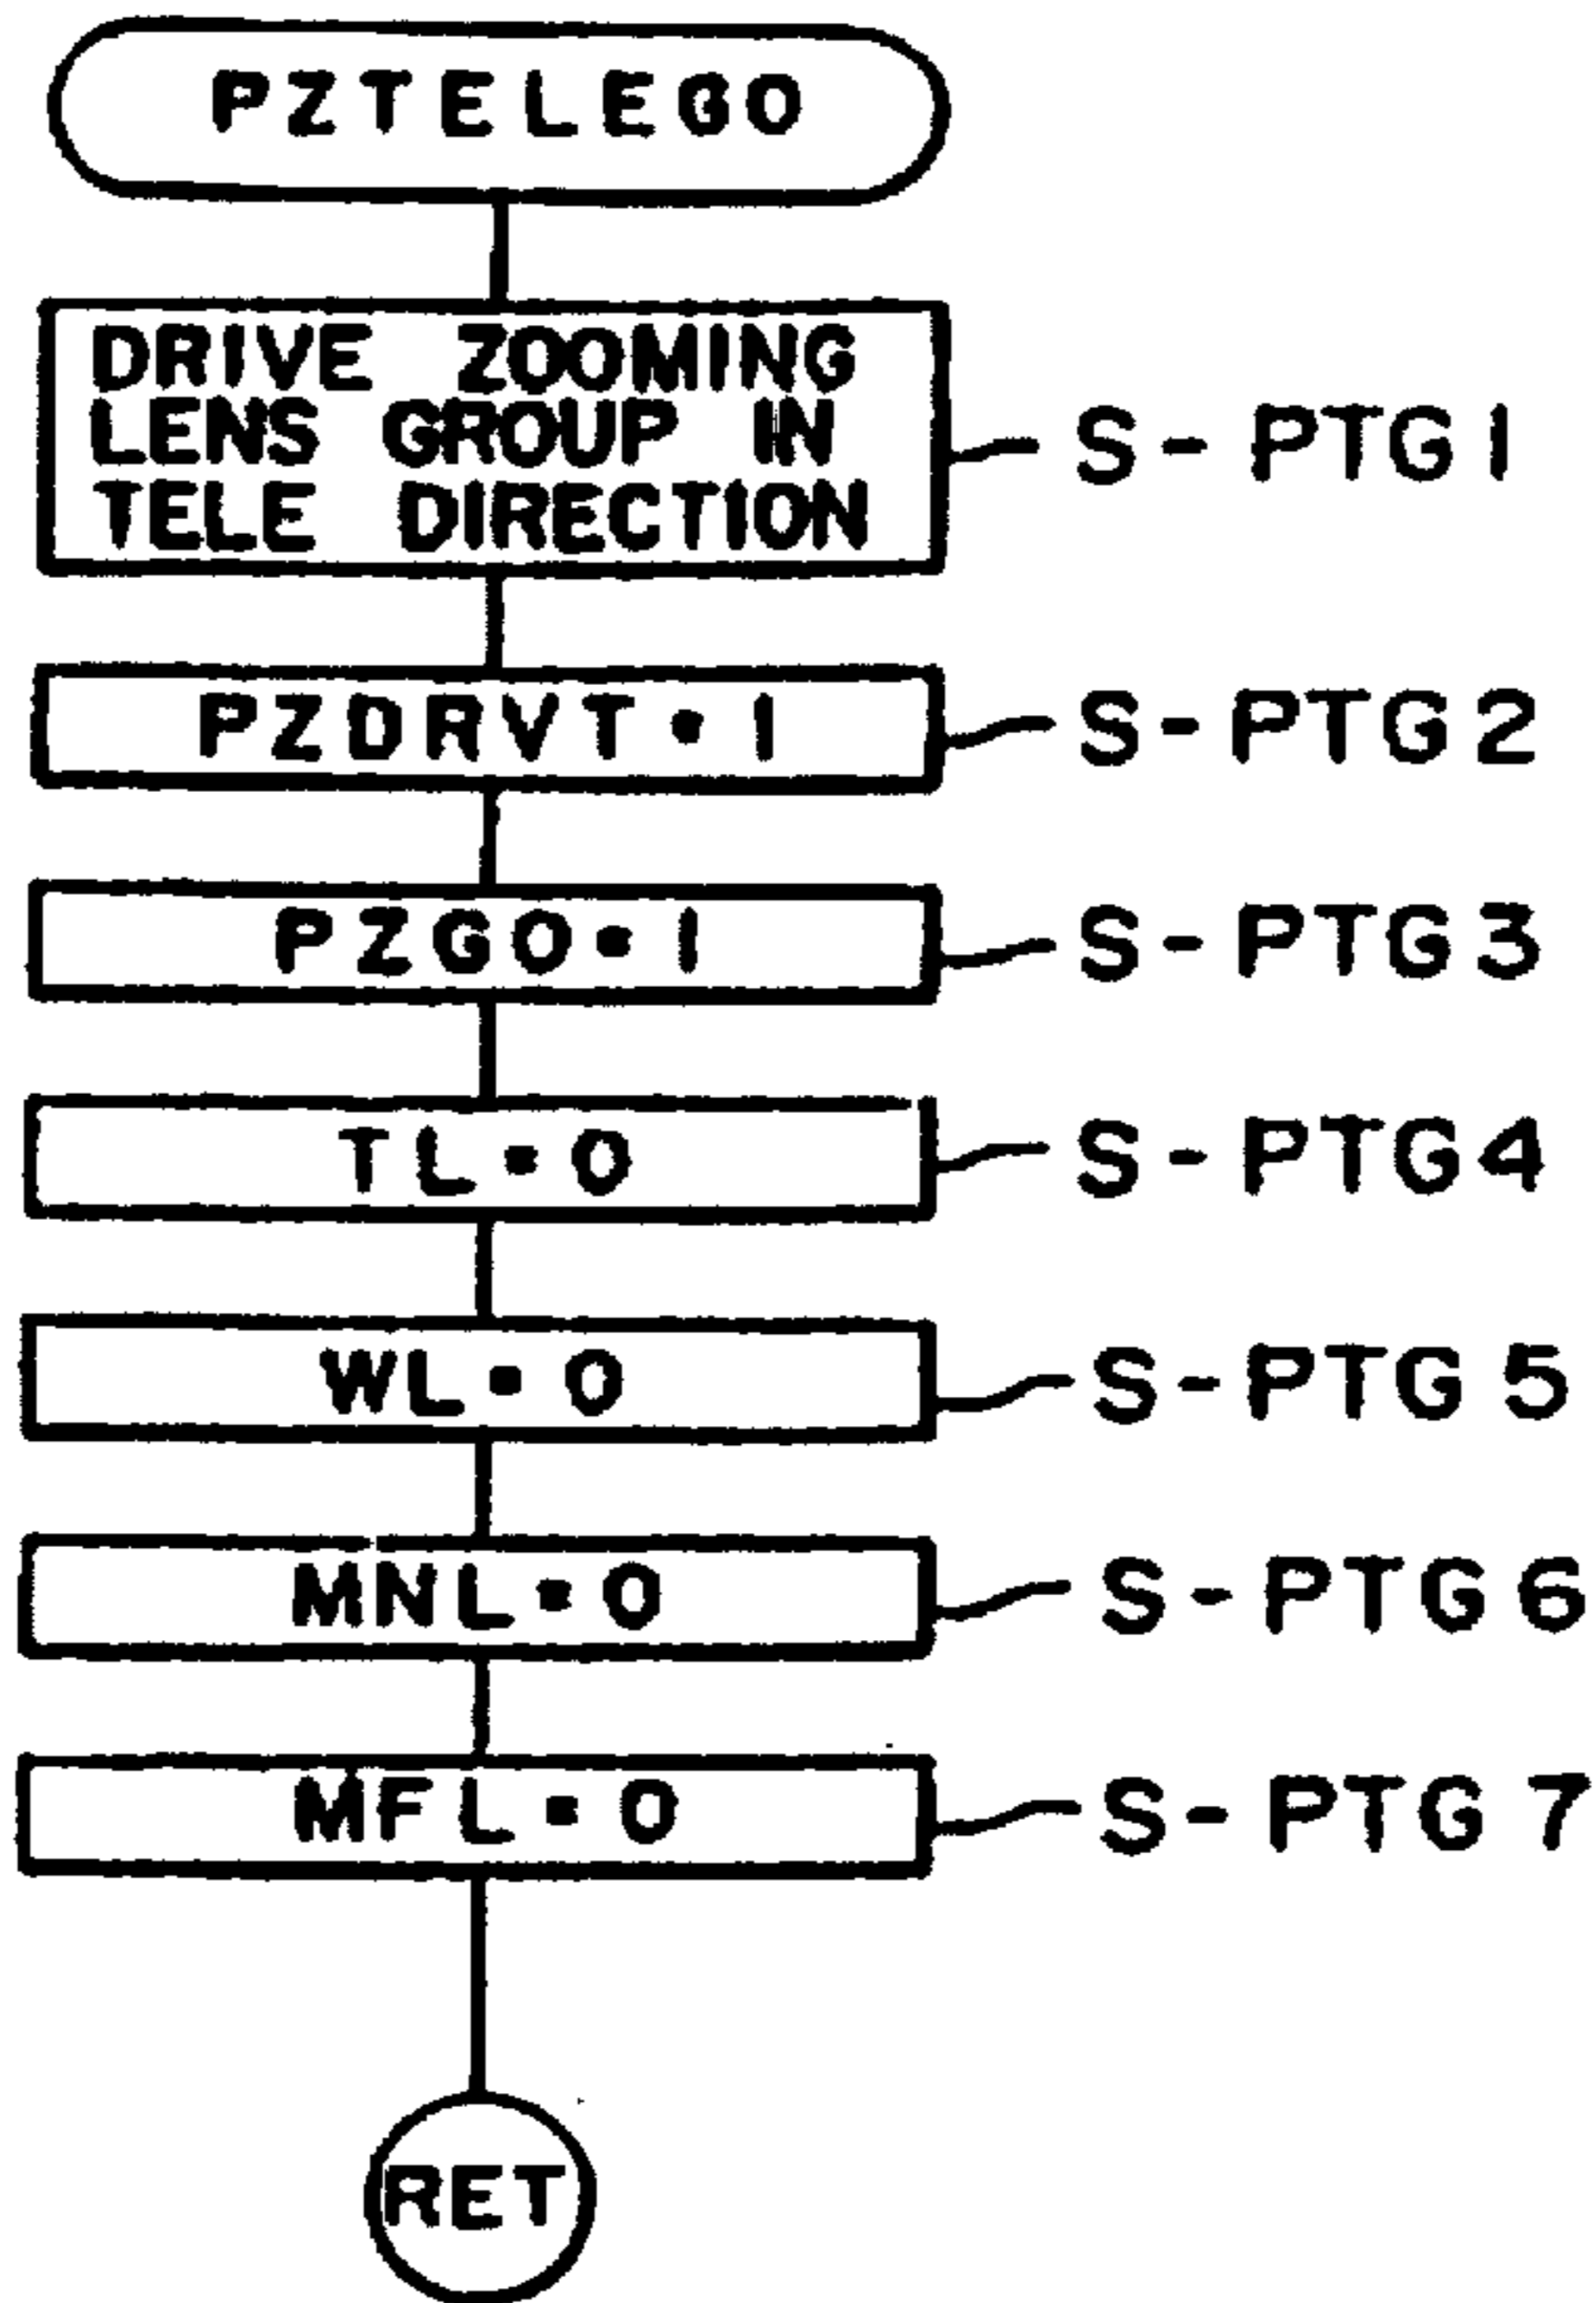 PZTELEGO
DRIVE ZOOMING
LENS GROUP IN
TELE DIRECTION
S-PTG1
PZDRVT·1
S-PTG2
PZGO·1
S-PTG3
TL·0
S-PTG4
WL·0
S-PTG5
MNL·0
S-PTG6
MFL·0
S-PTG7
RET